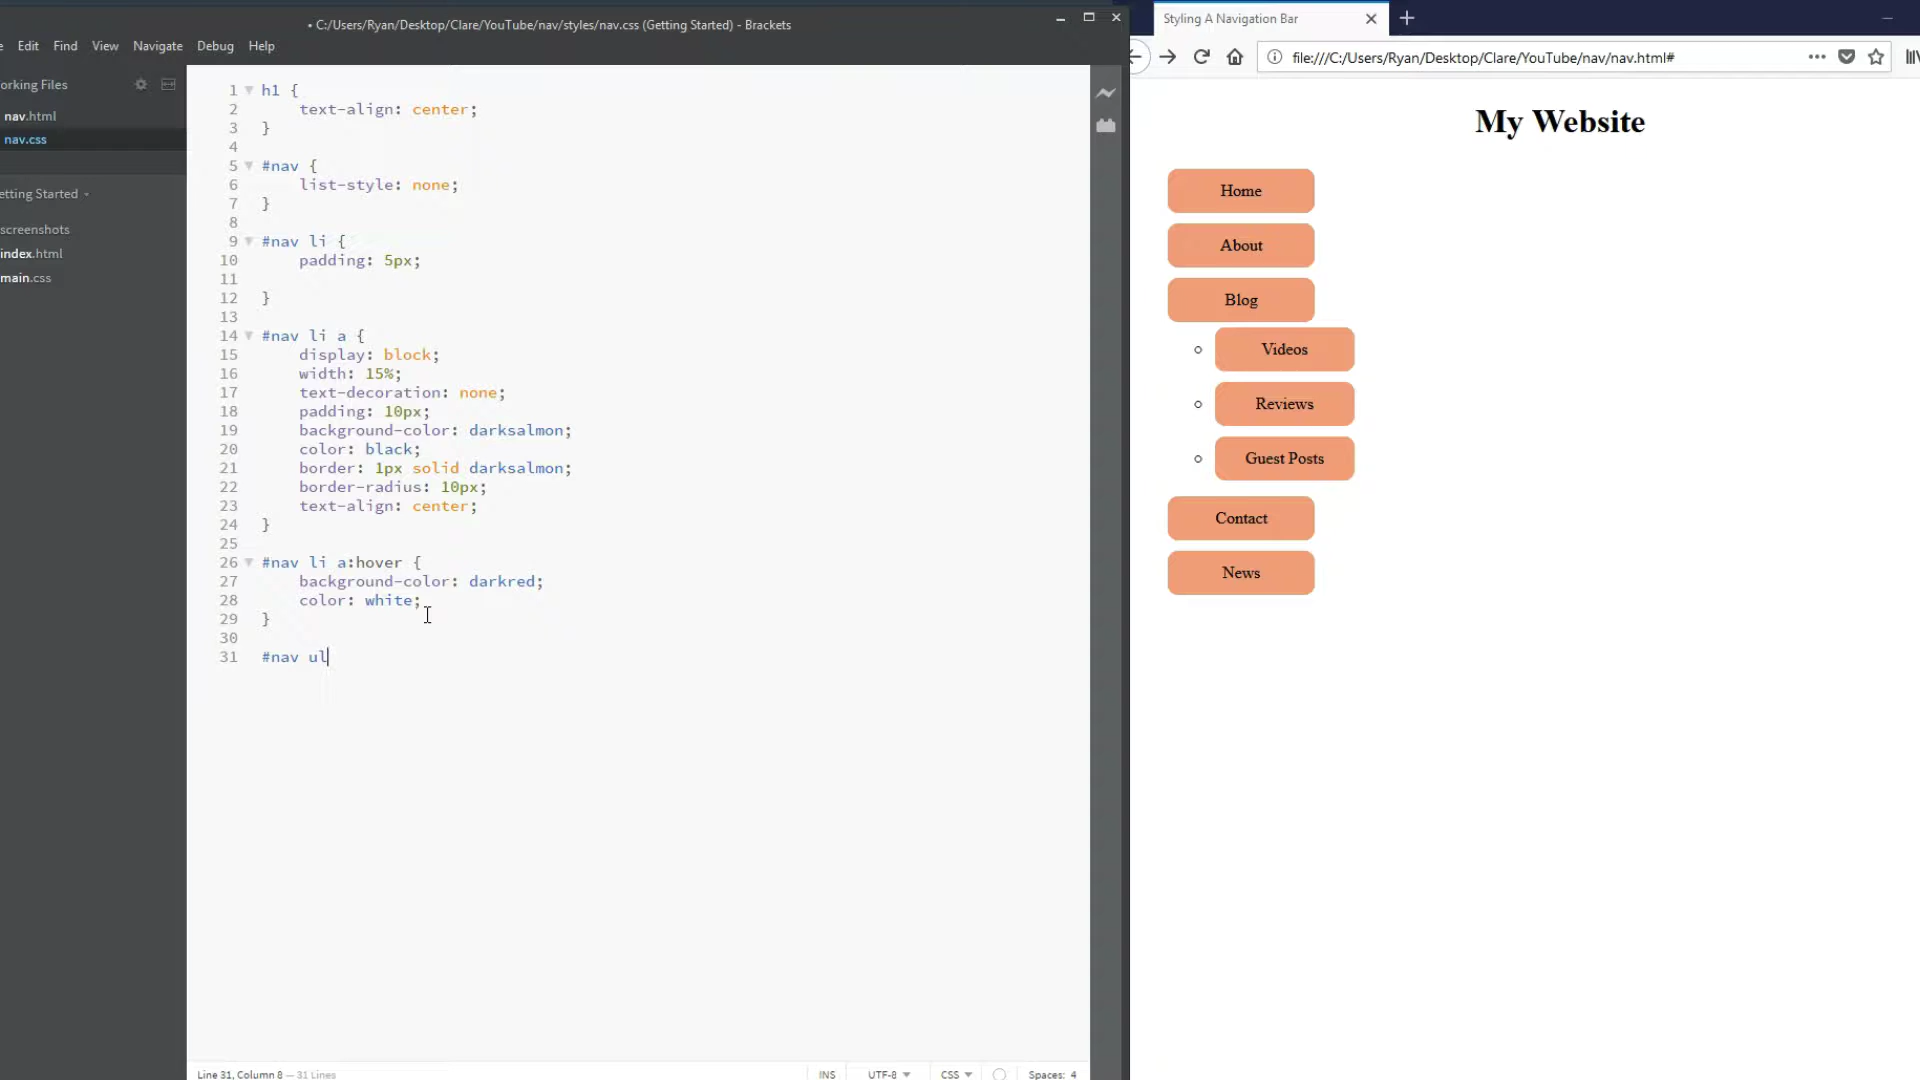 • C:/Users/Ryan/Desktop/Clare/YouTube/nav/styles/nav.css (Getting Started) - Brackets
e Edit Find View Navigate Debug Help
orking Files
nav.html
nav.css
etting Started
screenshots
index.html
main.css
1 h1 {
2 text-align: center;
3 }
4
5 #nav {
6 list-style: none;
7 }
8
9 #nav li {
10 padding: 5px;
11
12 }
13
14 #nav li a {
15 display: block;
16 width: 15%;
17 text-decoration: none;
18 padding: 10px;
19 background-color: darksalmon;
20 color: black;
21 border: 1px solid darksalmon;
22 border-radius: 10px;
23 text-align: center;
24 }
25
26 #nav li a:hover {
27 background-color: darkred;
28 color: white;
29 }
30
31 #nav ul
Line 31, Column 8 — 31 Lines
INS UTF-8 CSS Spaces: 4
Styling A Navigation Bar
file:///C:/Users/Ryan/Desktop/Clare/YouTube/nav/nav.html#
My Website
Home
About
Blog
Videos
Reviews
Guest Posts
Contact
News